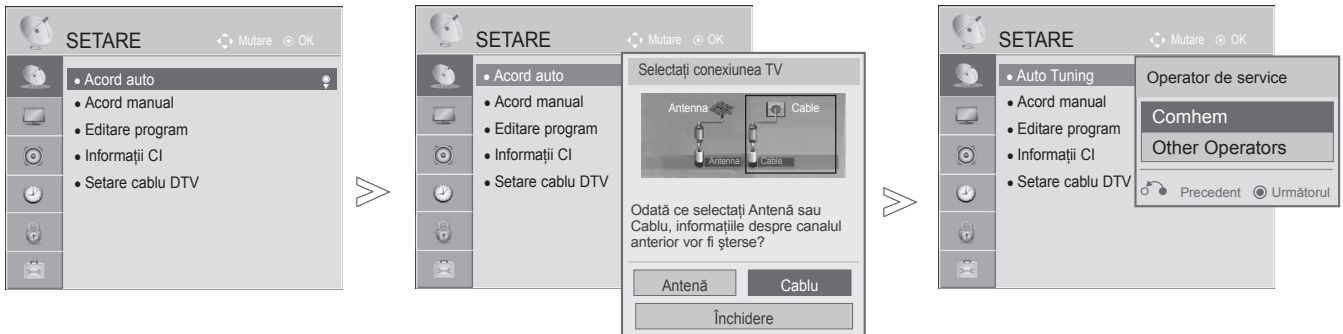 SETARE
Mutare OK
• Acord auto
• Acord manual
• Editare program
• Informații CI
• Setare cablu DTV
SETARE
Mutare OK
• Acord auto
• Acord manual
• Editare program
• Informații CI
• Setare cablu DTV
Selectați conexiunea TV
Antenna Cable
Antenna Cable
Odată ce selectați Antenă sau
Cablu, informațiile despre canalul
anterior vor fi şterse?
Antenă Cablu
Închidere
SETARE
Mutare OK
• Auto Tuning
• Acord manual
• Editare program
• Informații CI
• Setare cablu DTV
Operator de service
Comhem
Other Operators
Precedent Următorul